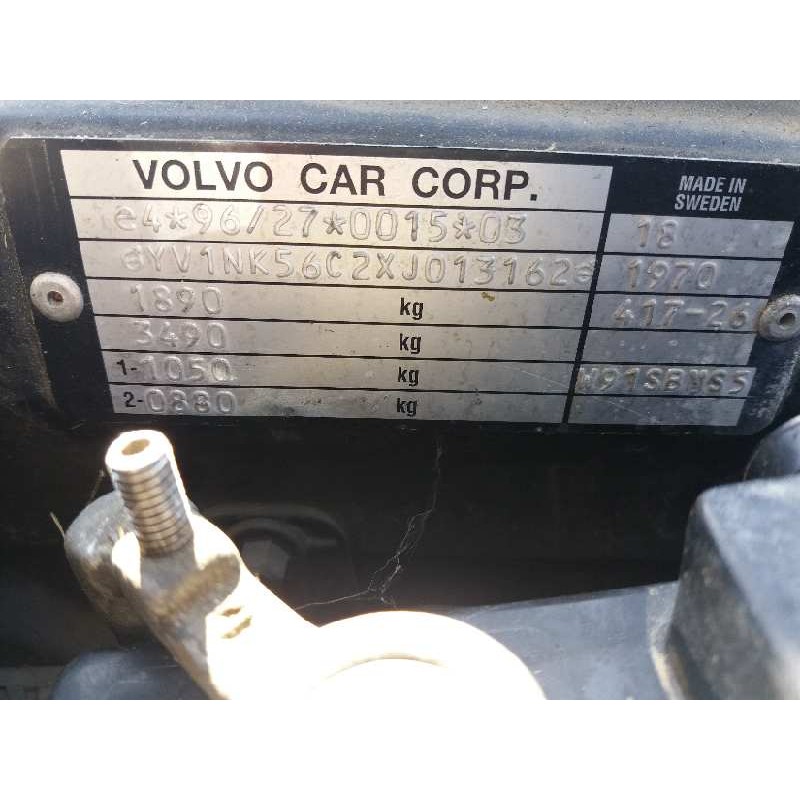 VOLVO CAR CORP.
MADE IN
SWEDEN
e4*96/27*0015*03 18
YV1NK56C2XJ013162 1970
1890 kg 417-26
3490 kg
1-1050 kg
2-0880 kg